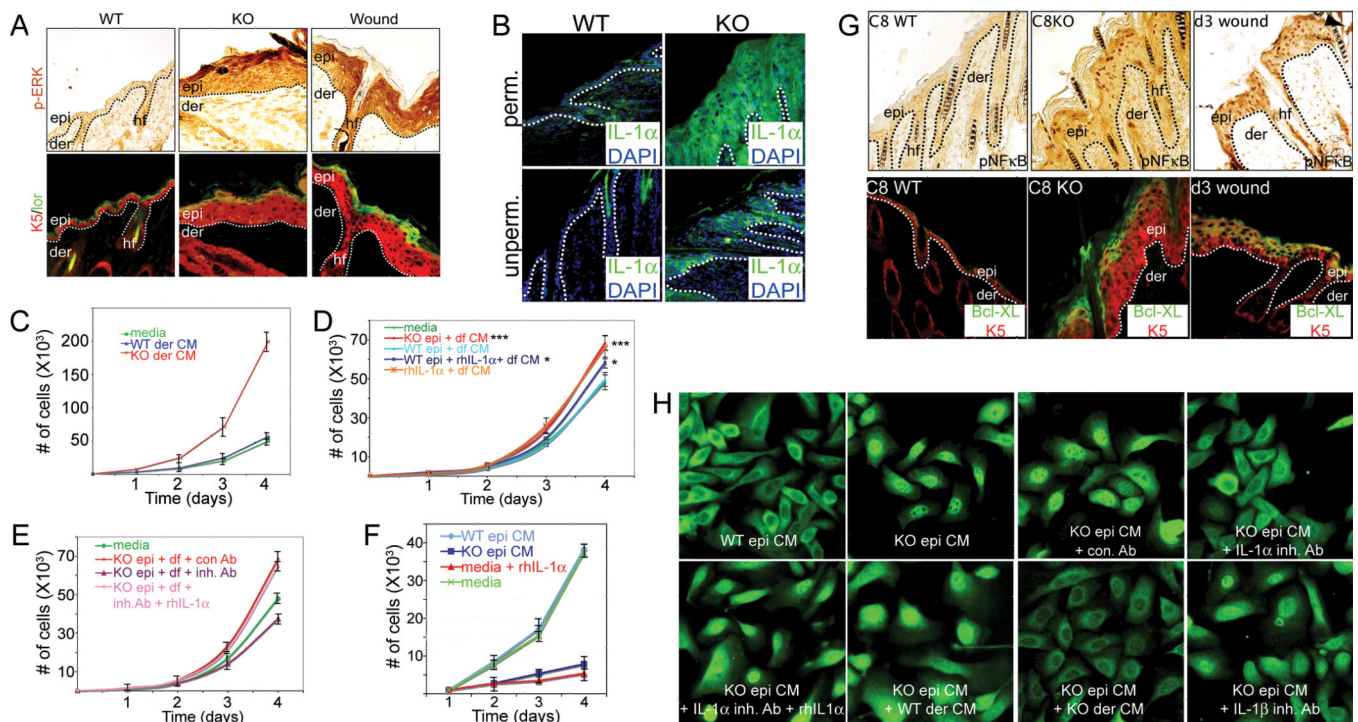 A
WT
KO
Wound
p-ERK
epi
der
hf
epi
der
epi
der
hf
K5/lor
epi
der
hf
epi
der
epi
der
hf
B
WT
KO
perm.
IL-1α
DAPI
IL-1α
DAPI
unperm.
IL-1α
DAPI
IL-1α
DAPI
G
C8 WT
der
epi
hf
pNFκB
C8KO
hf
der
epi
pNFκB
d3 wound
epi
hf
der
pNFκB
C8 WT
epi
der
Bcl-XL
K5
C8 KO
epi
der
Bcl-XL
K5
d3 wound
epi
der
Bcl-XL
K5
C
# of cells (X10³)
media
WT der CM
KO der CM
200
150
100
50
1
2
3
4
Time (days)
D
# of cells (X10³)
media
KO epi + df CM ***
WT epi + df CM
WT epi + rhIL-1α+ df CM *
rhIL-1α + df CM
***
*
70
50
30
10
1
2
3
4
Time (days)
E
# of cells (X10³)
media
KO epi + df + con Ab
KO epi + df + inh. Ab
KO epi + df +
inh.Ab + rhIL-1α
70
50
30
10
1
2
3
4
Time (days)
F
# of cells (X10³)
WT epi CM
KO epi CM
media + rhIL-1α
media
40
30
20
10
1
2
3
4
Time (days)
H
WT epi CM
KO epi CM
KO epi CM
+ con. Ab
KO epi CM
+ IL-1α inh. Ab
KO epi CM
+ IL-1α inh. Ab + rhIL1α
KO epi CM
+ WT der CM
KO epi CM
+ KO der CM
KO epi CM
+ IL-1β inh. Ab